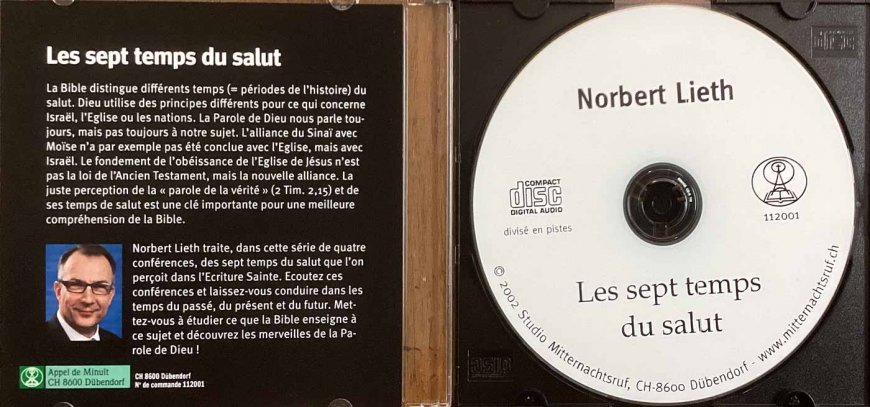 Les sept temps du salut
La Bible distingue différents temps (= périodes de l'histoire) du
salut. Dieu utilise des principes différents pour ce qui concerne
Israël, l'Eglise ou les nations. La Parole de Dieu nous parle tou-
jours, mais pas toujours à notre sujet. L'alliance du Sinaï avec
Moïse n'a par exemple pas été conclue avec l'Eglise, mais avec
Israël. Le fondement de l'obéissance de l'Eglise de Jésus n'est
pas la loi de l'Ancien Testament, mais la nouvelle alliance. La
juste perception de la « parole de la vérité » (2 Tim. 2,15) et de
ses temps de salut est une clé importante pour une meilleure
compréhension de la Bible.
Norbert Lieth traite, dans cette série de quatre
conférences, des sept temps du salut que l'on
perçoit dans l'Ecriture Sainte. Ecoutez ces
conférences et laissez-vous conduire dans les
temps du passé, du présent et du futur. Met-
tez-vous à étudier ce que la Bible enseigne à
ce sujet et découvrez les merveilles de la Pa-
role de Dieu !
Appel de Minuit
CH 8600 Dübendorf
CH 8600 Dübendorf
N° de commande 112001
Norbert Lieth
COMPACT
disc
DIGITAL AUDIO
divisé en pistes
112001
Les sept temps
du salut
© 2002 Studio Mitternachtsruf, CH-8600 Dübendorf - www.mitternachtsruf.ch
disc